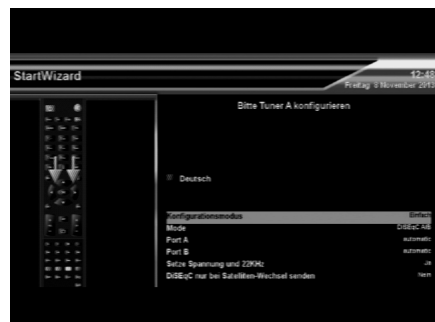 StartWizard
12:48
Freitag 8 November 2013
Bitte Tuner A konfigurieren
Deutsch
Konfigurationsmodus Einfach
Mode DiSEqC A/B
Port A automatic
Port B automatic
Setze Spannung und 22KHz Ja
DiSEqC nur bei Satelliten-Wechsel senden Nein